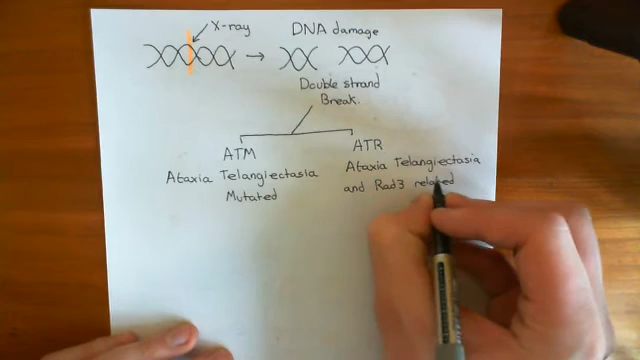 X-ray
DNA damage
Double strand
Break.
ATM
Ataxia Telangiectasia
Mutated
ATR
Ataxia Telangiectasia
and Rad3 related